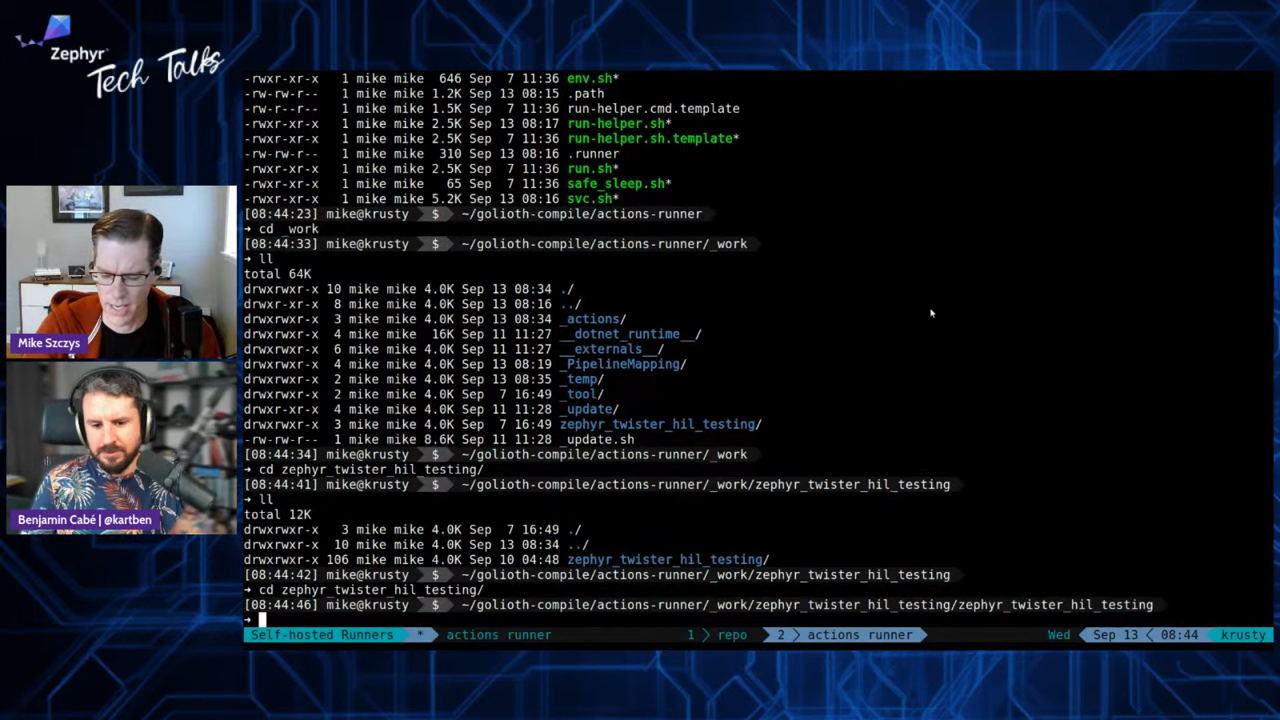 Zephyr™
Tech Talks
-rwxr-xr-x 1 mike mike 646 Sep 7 11:36 env.sh*
-rw-rw-r-- 1 mike mike 1.2K Sep 13 08:15 .path
-rw-r--r-- 1 mike mike 1.5K Sep 7 11:36 run-helper.cmd.template
-rwxr-xr-x 1 mike mike 2.5K Sep 13 08:17 run-helper.sh*
-rwxr-xr-x 1 mike mike 2.5K Sep 7 11:36 run-helper.sh.template*
-rw-rw-r-- 1 mike mike 310 Sep 13 08:16 .runner
-rwxr-xr-x 1 mike mike 2.5K Sep 7 11:36 run.sh*
-rwxr-xr-x 1 mike mike 65 Sep 7 11:36 safe_sleep.sh*
-rwxr-xr-x 1 mike mike 5.2K Sep 13 08:16 svc.sh*
[08:44:23] mike@krusty $ ~/golioth-compile/actions-runner
➜ cd _work
[08:44:33] mike@krusty $ ~/golioth-compile/actions-runner/_work
➜ ll
total 64K
drwxrwxr-x 10 mike mike 4.0K Sep 13 08:34 ./
drwxrwxr-x 8 mike mike 4.0K Sep 13 08:16 ../
drwxrwxr-x 3 mike mike 4.0K Sep 13 08:34 _actions/
drwxrwxr-x 4 mike mike 16K Sep 11 11:27 __dotnet_runtime__/
drwxrwxr-x 6 mike mike 4.0K Sep 11 11:27 __externals__/
drwxrwxr-x 4 mike mike 4.0K Sep 13 08:19 _PipelineMapping/
drwxrwxr-x 2 mike mike 4.0K Sep 13 08:35 _temp/
drwxrwxr-x 2 mike mike 4.0K Sep 7 16:49 _tool/
drwxrwxr-x 4 mike mike 4.0K Sep 11 11:28 _update/
drwxrwxr-x 3 mike mike 4.0K Sep 7 16:49 zephyr_twister_hil_testing/
-rw-rw-r-- 1 mike mike 8.6K Sep 11 11:28 _update.sh
[08:44:34] mike@krusty $ ~/golioth-compile/actions-runner/_work
➜ cd zephyr_twister_hil_testing/
[08:44:41] mike@krusty $ ~/golioth-compile/actions-runner/_work/zephyr_twister_hil_testing
➜ ll
total 12K
drwxrwxr-x 3 mike mike 4.0K Sep 7 16:49 ./
drwxrwxr-x 10 mike mike 4.0K Sep 13 08:34 ../
drwxrwxr-x 106 mike mike 4.0K Sep 10 04:48 zephyr_twister_hil_testing/
[08:44:42] mike@krusty $ ~/golioth-compile/actions-runner/_work/zephyr_twister_hil_testing
➜ cd zephyr_twister_hil_testing/
[08:44:46] mike@krusty $ ~/golioth-compile/actions-runner/_work/zephyr_twister_hil_testing/zephyr_twister_hil_testing
➜
Self-hosted Runners * actions runner 1 repo 2 actions runner Wed Sep 13 08:44 krusty
Mike Szczys
Benjamin Cabé | @kartben